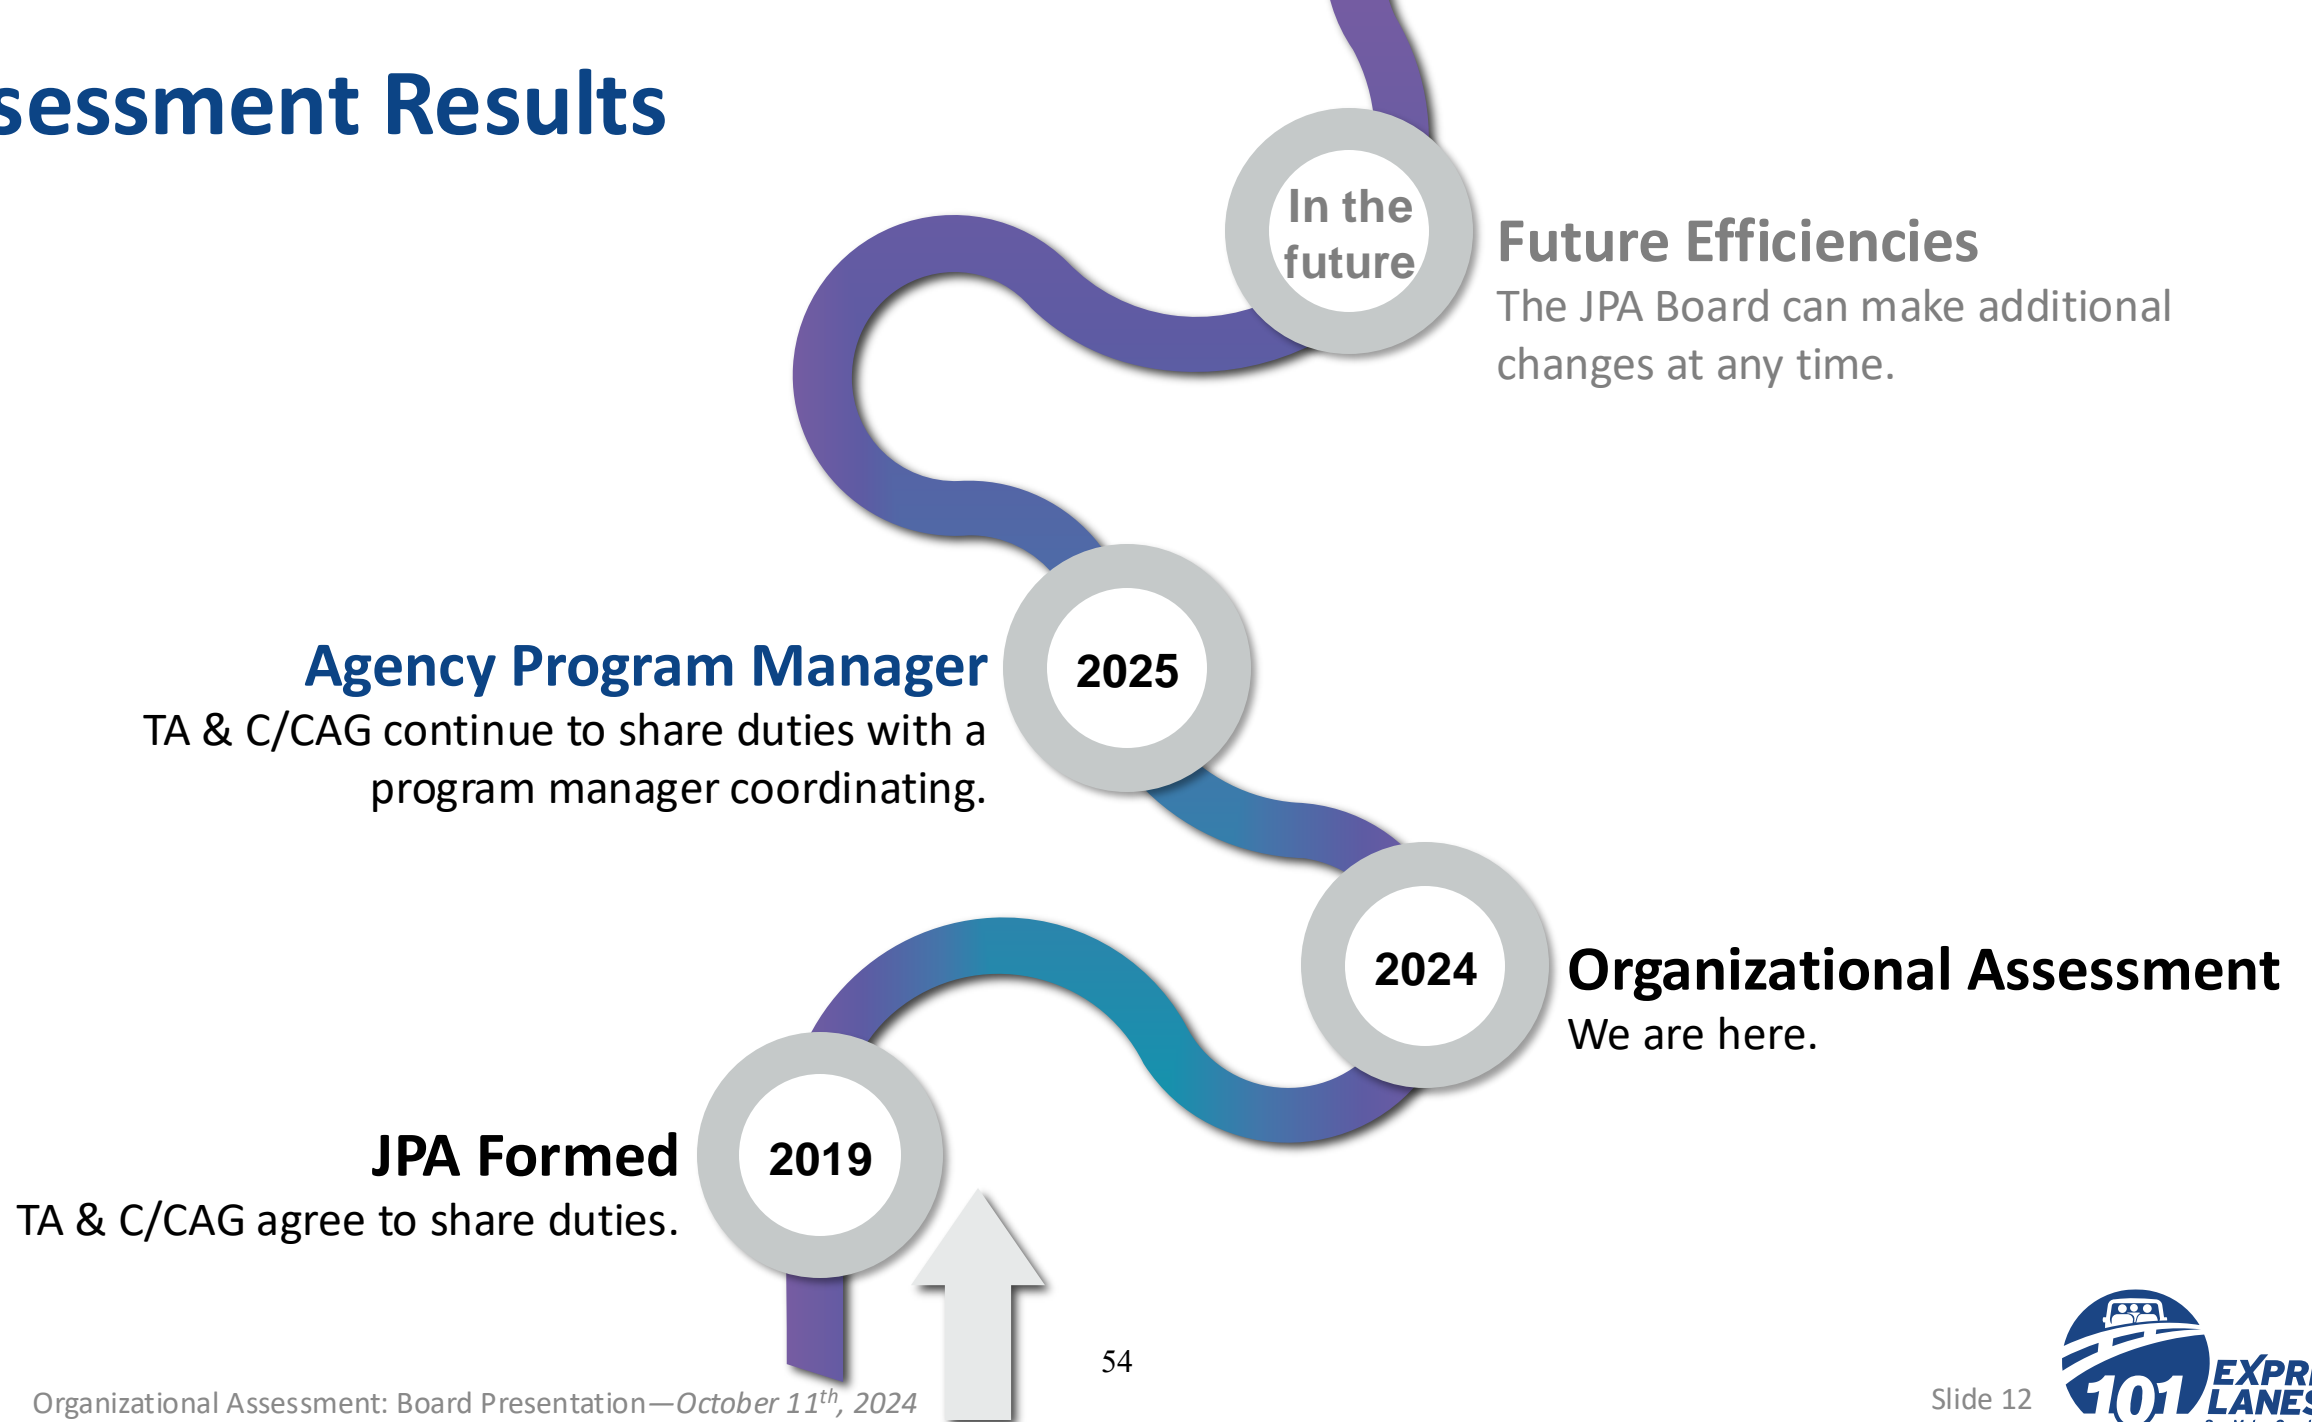 sessment Results
In the
future
Future Efficiencies
The JPA Board can make additional
changes at any time.
Agency Program Manager
TA & C/CAG continue to share duties with a
program manager coordinating.
2025
2024
Organizational Assessment
We are here.
JPA Formed
TA & C/CAG agree to share duties.
2019
54
Organizational Assessment: Board Presentation—October 11th, 2024
Slide 12
101
EXPR
LANES